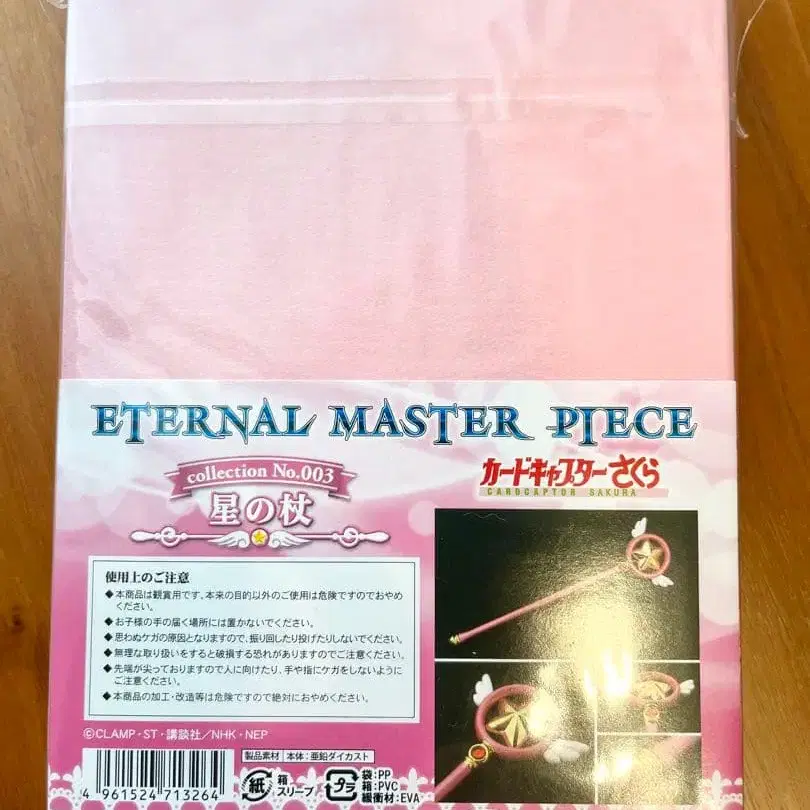 ETERNAL MASTER PIECE
collection No.003
星の杖
カードキャプターさくら
CARDCAPTOR SAKURA
使用上のご注意
◆本商品は観賞用です、本来の目的以外のご使用は危険ですのでおやめ
ください。
◆お子様の手の届く場所には置かないでください。
◆思わぬケガの原因となりますので、振り回したり投げたりしないでください。
◆無理な取り扱いをすると破損する恐れがありますのでご注意ください。
◆先端が尖っておりますので人に向けたり、手や指にケガをしないように
ご注意ください。
◆本商品の加工・改造等は危険ですので絶対におやめください。
©CLAMP・ST・講談社／NHK・NEP
4 961524 713264
製品素材 本体：亜鉛ダイカスト
紙 箱 スリーブ
プラ 袋：PP
箱：PVC
緩衝材：EVA